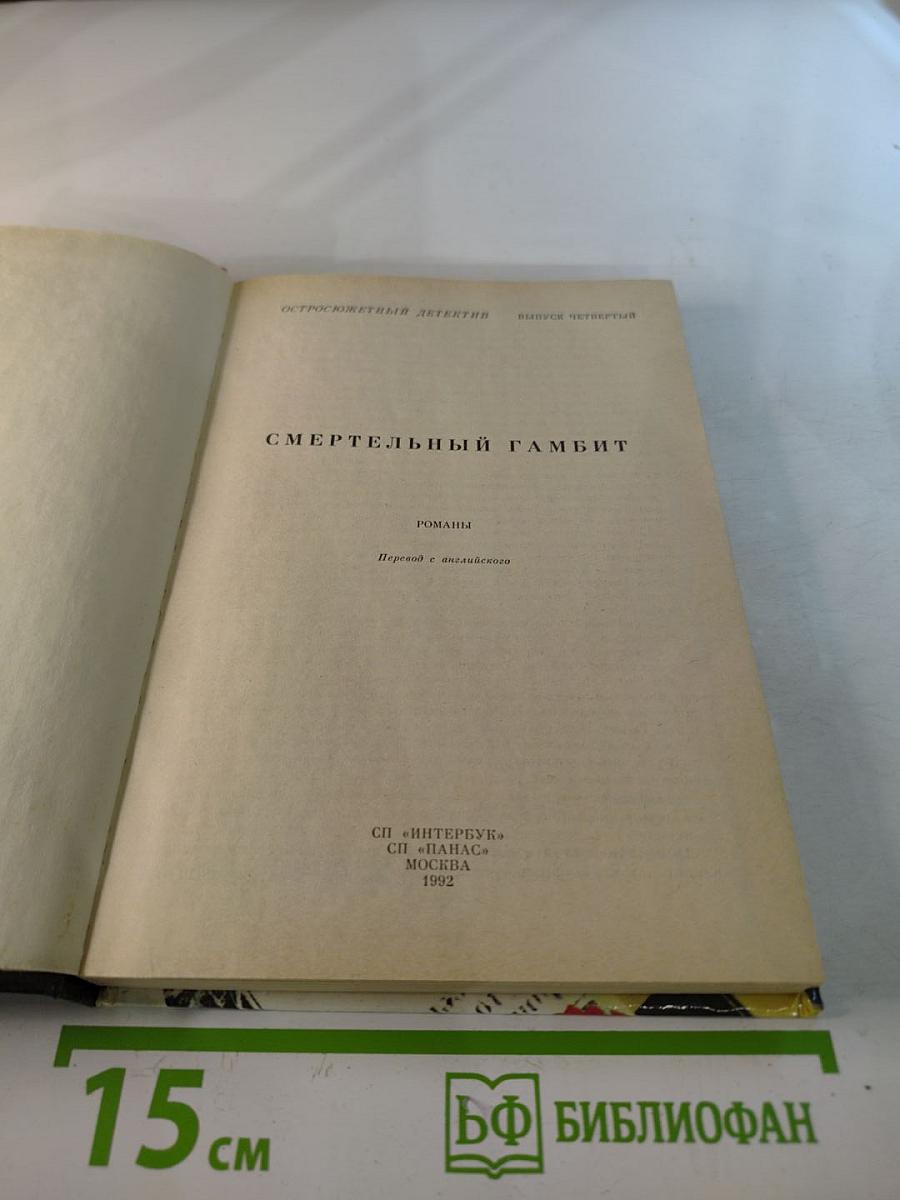 ОСТРОСЮЖЕТНЫЙ ДЕТЕКТИВ ВЫПУСК ЧЕТВЕРТЫЙ
СМЕРТЕЛЬНЫЙ ГАМБИТ
РОМАНЫ
Перевод с английского
СП «ИНТЕРБУК»
СП «ПАНАС»
МОСКВА
1992
15 см
БФ БИБЛИОФАН